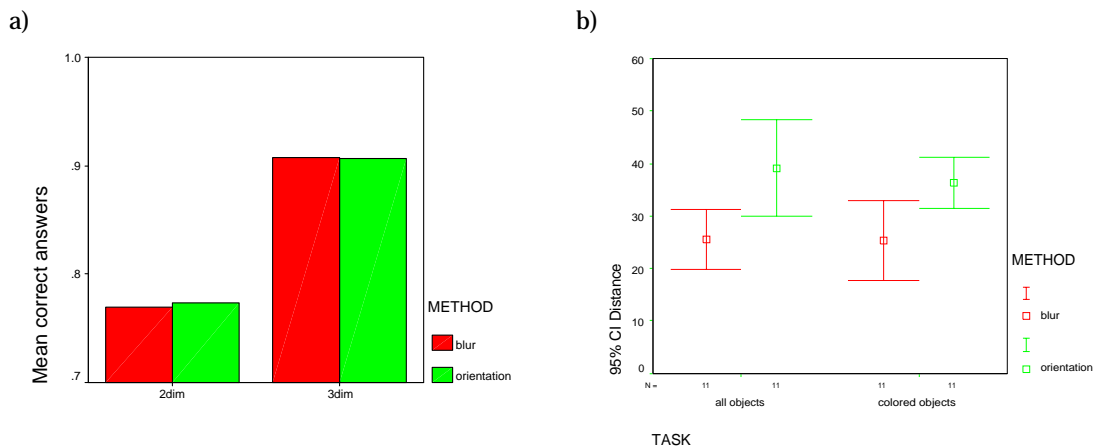 a)
1.0
.9
.8
.7
Mean correct answers
2dim
3dim
METHOD
blur
orientation
b)
60
50
40
30
20
10
0
95% CI Distance
N =
11
11
11
11
all objects
colored objects
TASK
METHOD
blur
orientation